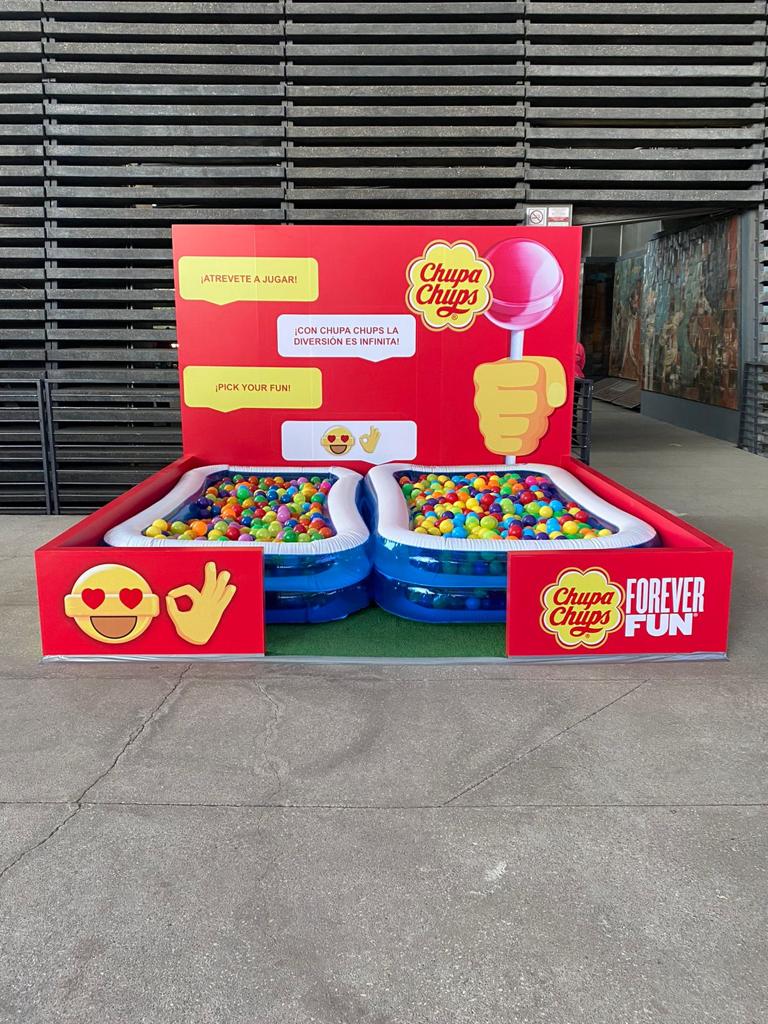 ¡ATREVETE A JUGAR!
Chupa
Chups
¡CON CHUPA CHUPS LA
DIVERSIÓN ES INFINITA!
¡PICK YOUR FUN!
Chupa
Chups
FOREVER
FUN